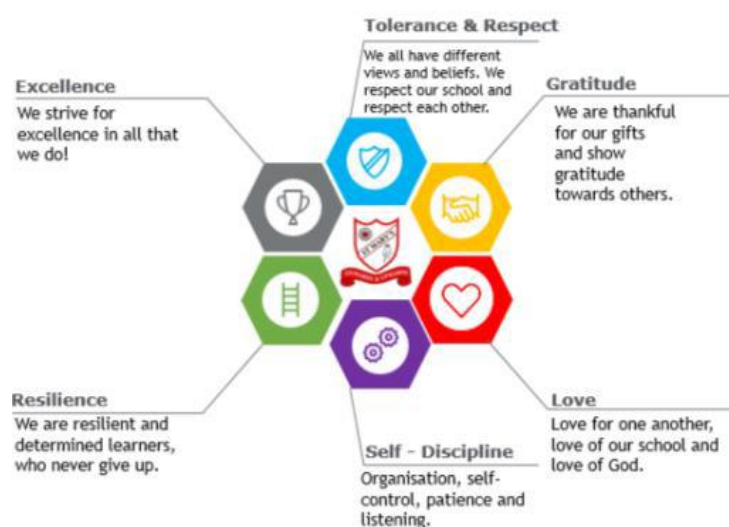 Tolerance & Respect
We all have different
views and beliefs. We
respect our school and
respect each other.
Excellence
We strive for
excellence in all that
we do!
Gratitude
We are thankful
for our gifts
and show
gratitude
towards others.
ST MARY'S
Resilience
We are resilient and
determined learners,
who never give up.
Love
Love for one another,
love of our school and
love of God.
Self - Discipline
Organisation, self-
control, patience and
listening.